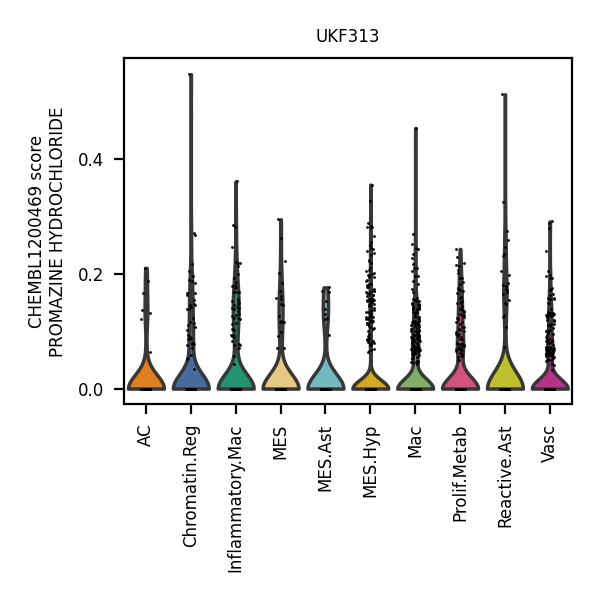 UKF313
CHEMBL1200469 score
PROMAZINE HYDROCHLORIDE
0.4
0.2
0.0
AC
Chromatin.Reg
Inflammatory.Mac
MES
MES.Ast
MES.Hyp
Mac
Prolif.Metab
Reactive.Ast
Vasc